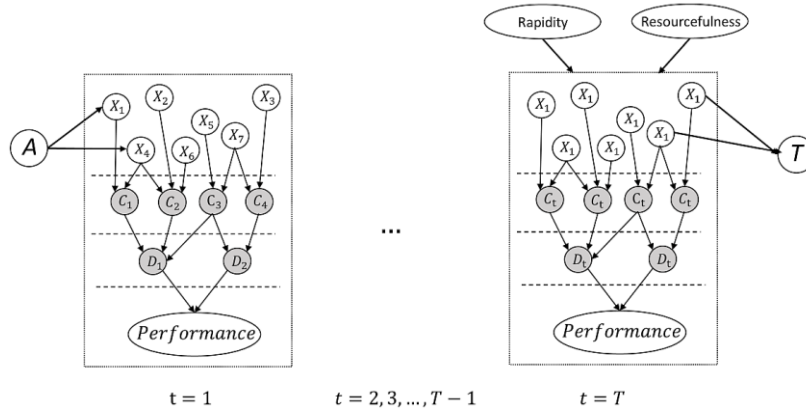 Rapidity
Resourcefulness
X₁
X₂
X₃
X₅
X₄
X₆
X₇
A
C₁
C₂
C₃
C₄
D₁
D₂
Performance
...
X₁
X₁
X₁
X₁
X₁
X₁
X₁
T
Cₜ
Cₜ
Cₜ
Cₜ
Dₜ
Dₜ
Performance
t = 1
t = 2, 3, ..., T − 1
t = T